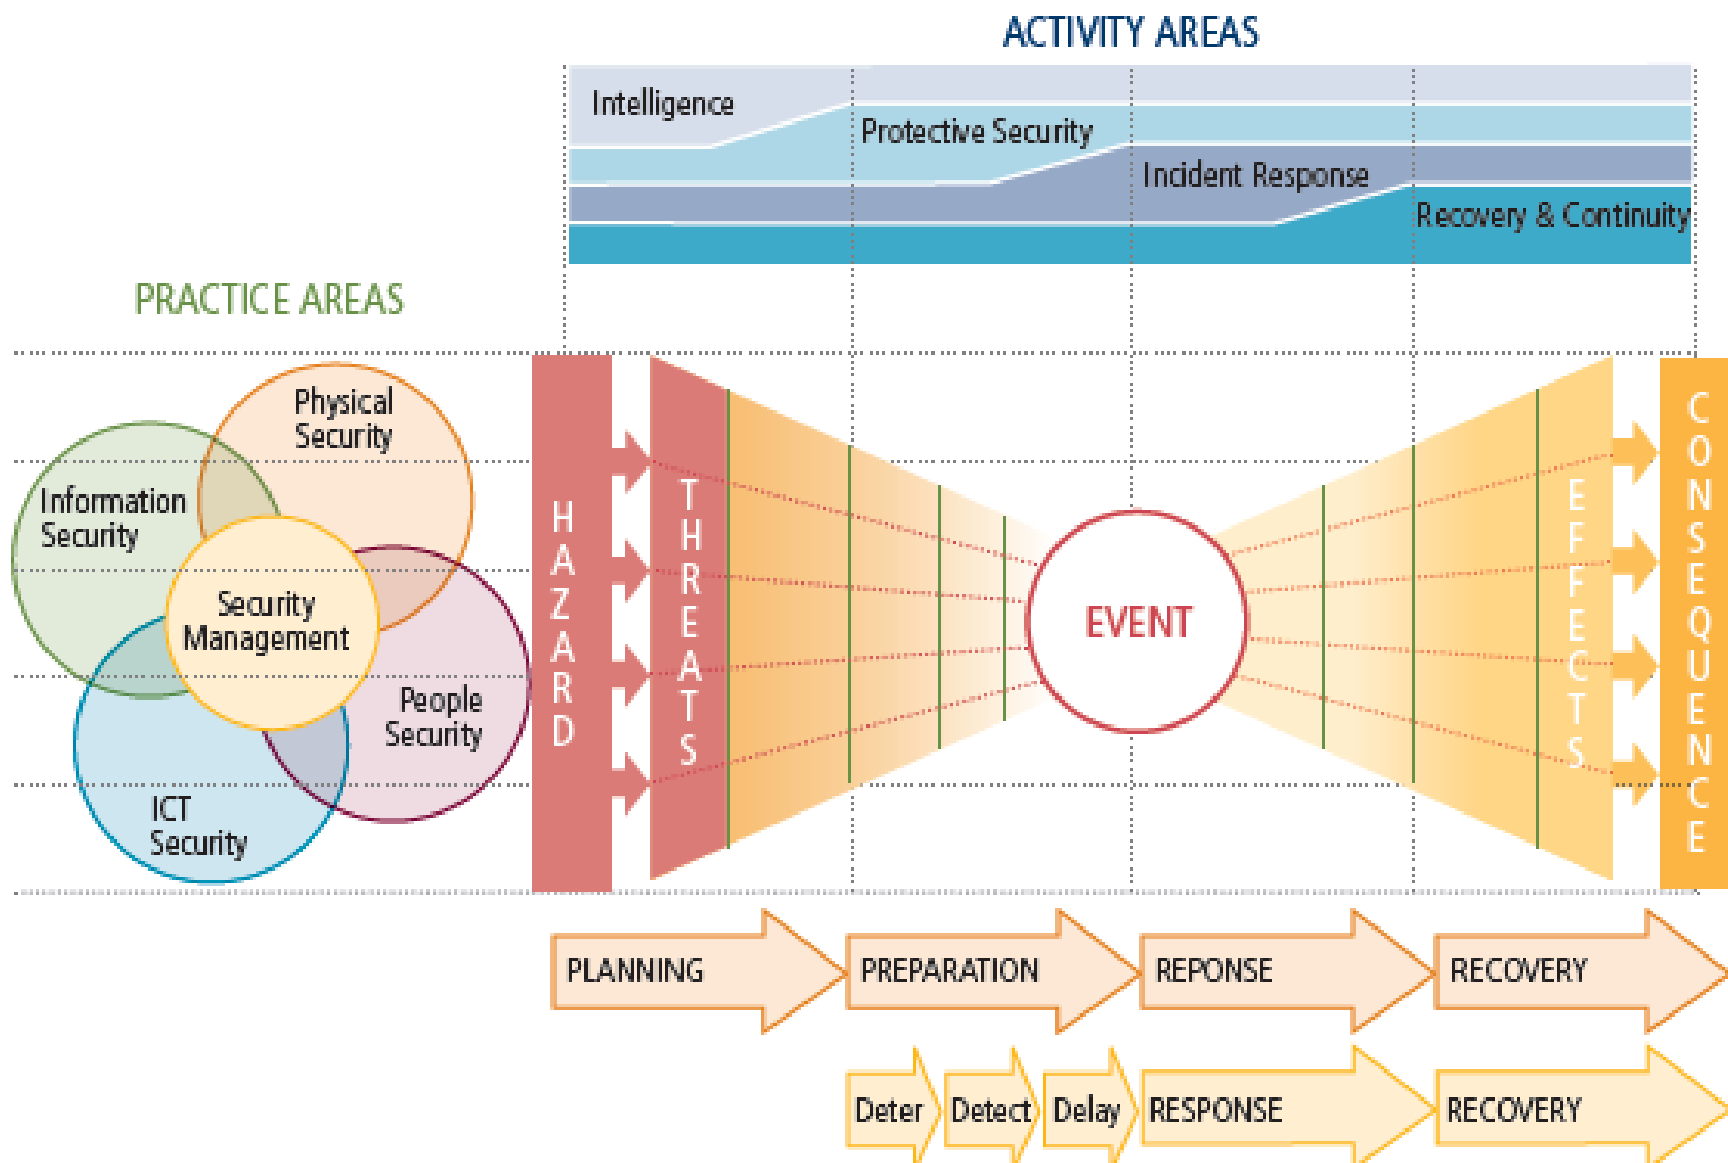 ACTIVITY AREAS
Intelligence
Protective Security
Incident Response
Recovery & Continuity
PRACTICE AREAS
Physical
Security
Information
Security
Security
Management
People
Security
ICT
Security
HAZARD
THREATS
EVENT
EFFECTS
CONSEQUENCE
PLANNING
PREPARATION
REPONSE
RECOVERY
Deter
Detect
Delay
RESPONSE
RECOVERY